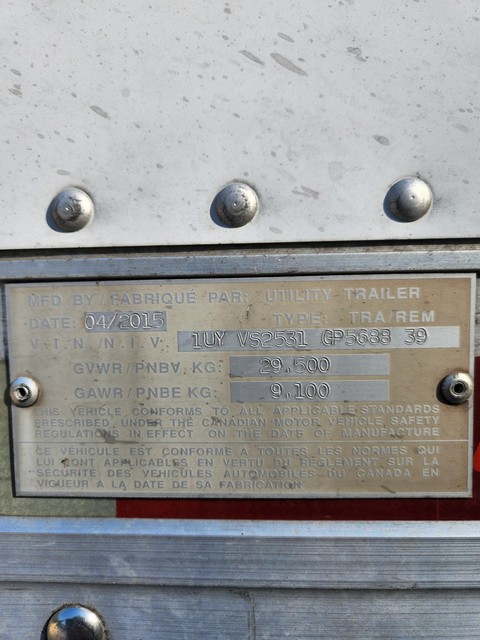 MFD BY / FABRIQUÉ PAR: UTILITY TRAILER
DATE: 04/2015 TYPE: TRA/REM
V.I.N./N.I.V. 1UY VS2531 GP5688 39
GVWR/PNBV, KG: 29,500
GAWR/PNBE KG: 9,100
THIS VEHICLE CONFORMS TO ALL APPLICABLE STANDARDS
PRESCRIBED UNDER THE CANADIAN MOTOR VEHICLE SAFETY
REGULATIONS IN EFFECT ON THE DATE OF MANUFACTURE
CE VÉHICULE EST CONFORME À TOUTES LES NORMES QUI
LUI SONT APPLICABLES EN VERTU DU RÈGLEMENT SUR LA
SÉCURITÉ DES VÉHICULES AUTOMOBILES DU CANADA EN
VIGUEUR À LA DATE DE SA FABRICATION